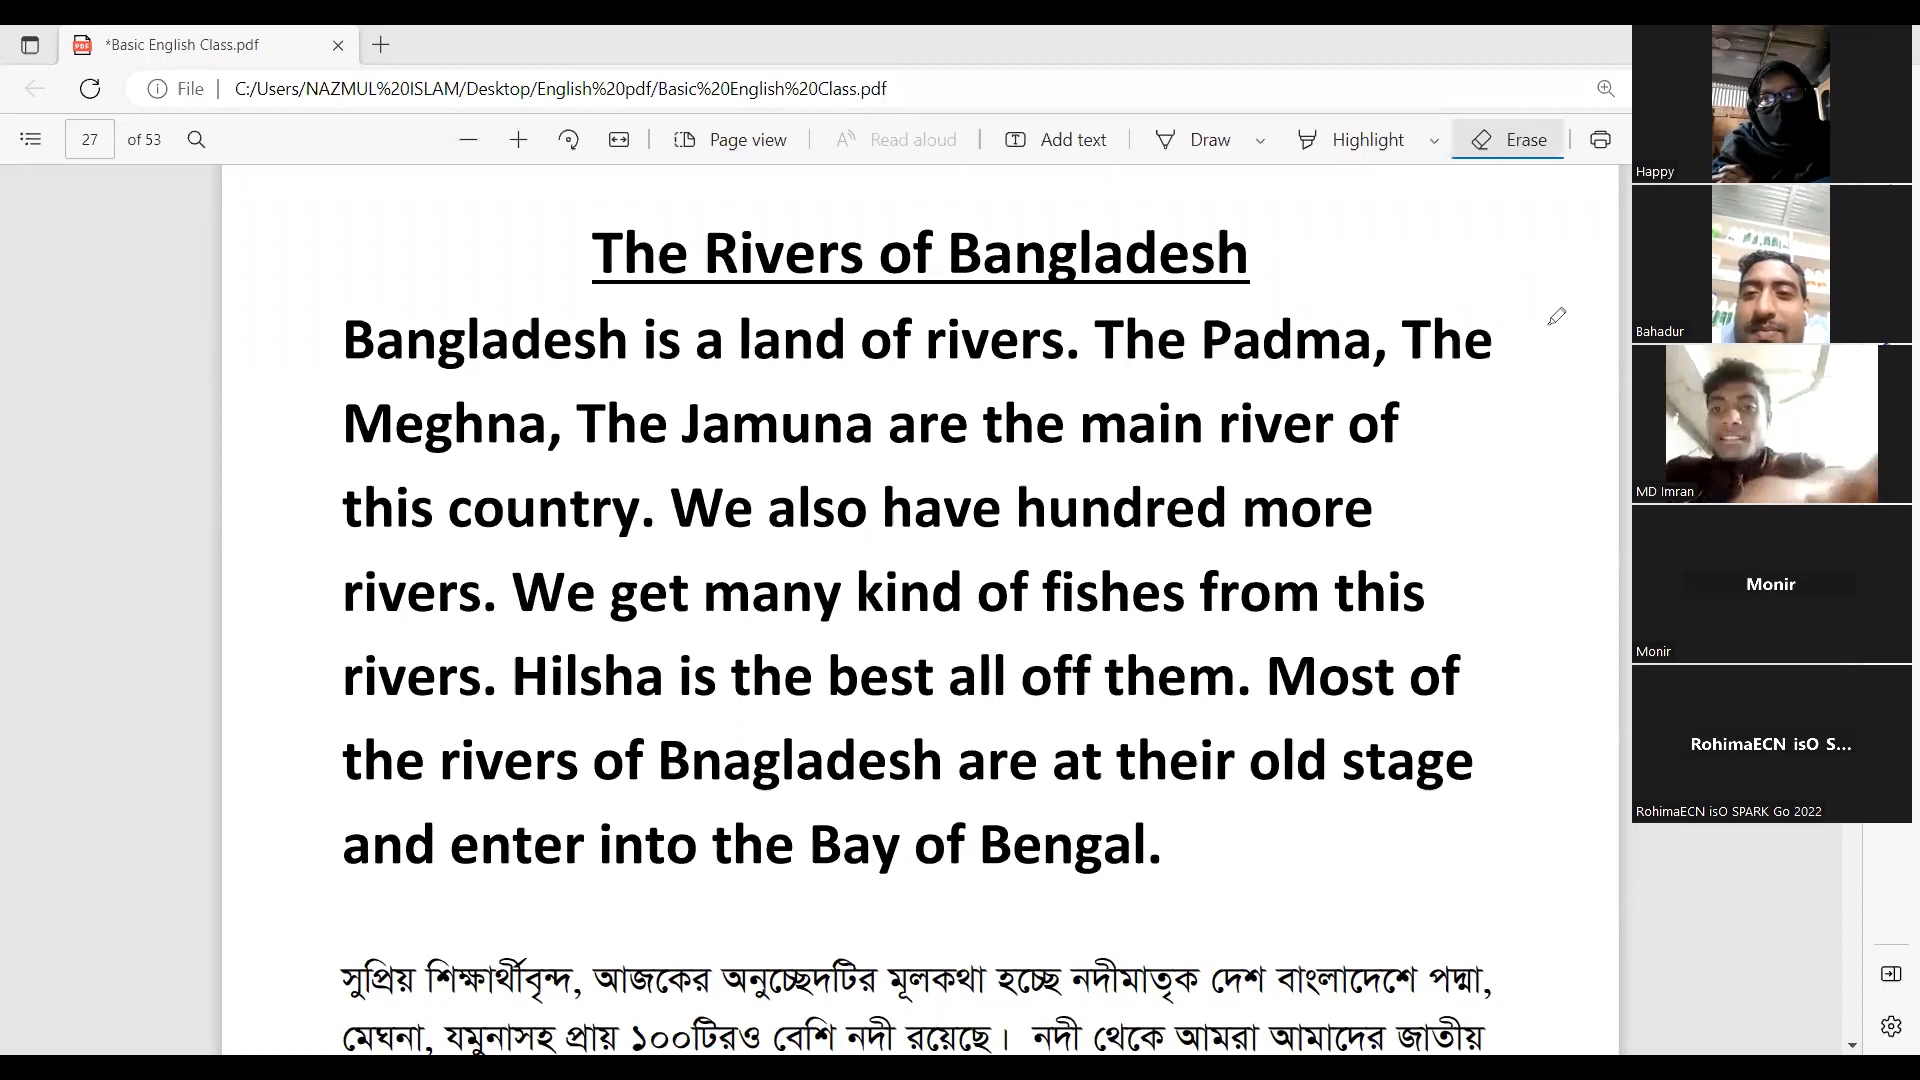 *Basic English Class.pdf
File
C:/Users/NAZMUL%20ISLAM/Desktop/English%20pdf/Basic%20English%20Class.pdf
27 of 53 Page view Read aloud Add text Draw Highlight Erase
The Rivers of Bangladesh
Bangladesh is a land of rivers. The Padma, The
Meghna, The Jamuna are the main river of
this country. We also have hundred more
rivers. We get many kind of fishes from this
rivers. Hilsha is the best all off them. Most of
the rivers of Bnagladesh are at their old stage
and enter into the Bay of Bengal.
সুপ্রিয় শিক্ষার্থীবৃন্দ, আজকের অনুচ্ছেদটির মূলকথা হচ্ছে নদীমাতৃক দেশ বাংলাদেশে পদ্মা,
মেঘনা, যমুনাসহ প্রায় ১০০টিরও বেশি নদী রয়েছে। নদী থেকে আমরা আমাদের জাতীয়
Happy
Bahadur
MD Imran
Monir
Monir
RohimaECN isO S...
RohimaECN isO SPARK Go 2022